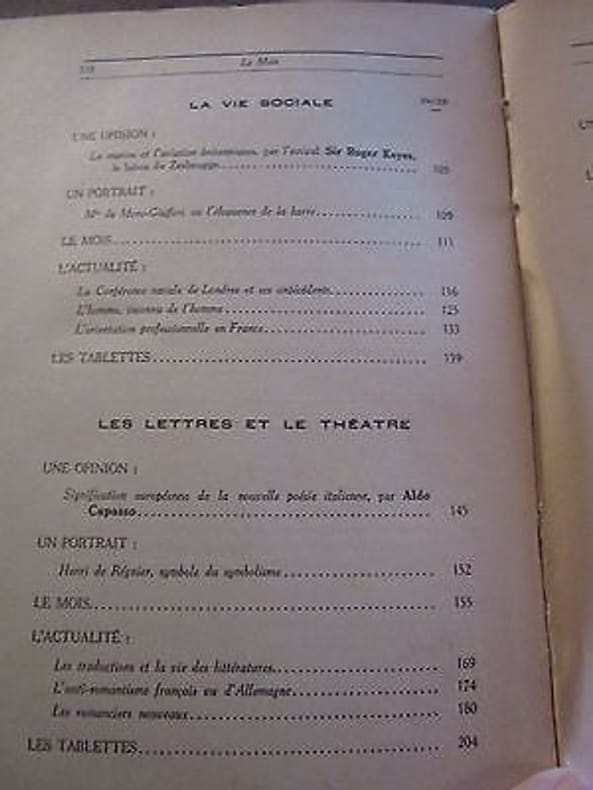 Le Mois
LA VIE SOCIALE PAGES
UNE OPINION :
La marine et l'aviation britanniques, par l'amiral Sir Roger Keyes,
le héros de Zeebrugge
UN PORTRAIT :
Mᵉ de Moro-Giafferi ou l'éloquence de la barre 109
LE MOIS
L'ACTUALITÉ :
La Conférence navale de Londres et ses antécédents 116
L'homme, inconnu de l'homme 125
L'orientation professionnelle en France 133
LES TABLETTES 139
LES LETTRES ET LE THÉATRE
UNE OPINION :
Signification européenne de la nouvelle poésie italienne, par Aldo
Capasso 145
UN PORTRAIT :
Henri de Régnier, symbole du symbolisme 152
LE MOIS 155
L'ACTUALITÉ :
Les traductions et la vie des littératures 169
L'anti-romantisme français vu d'Allemagne 174
Les romanciers nouveaux 180
LES TABLETTES 204